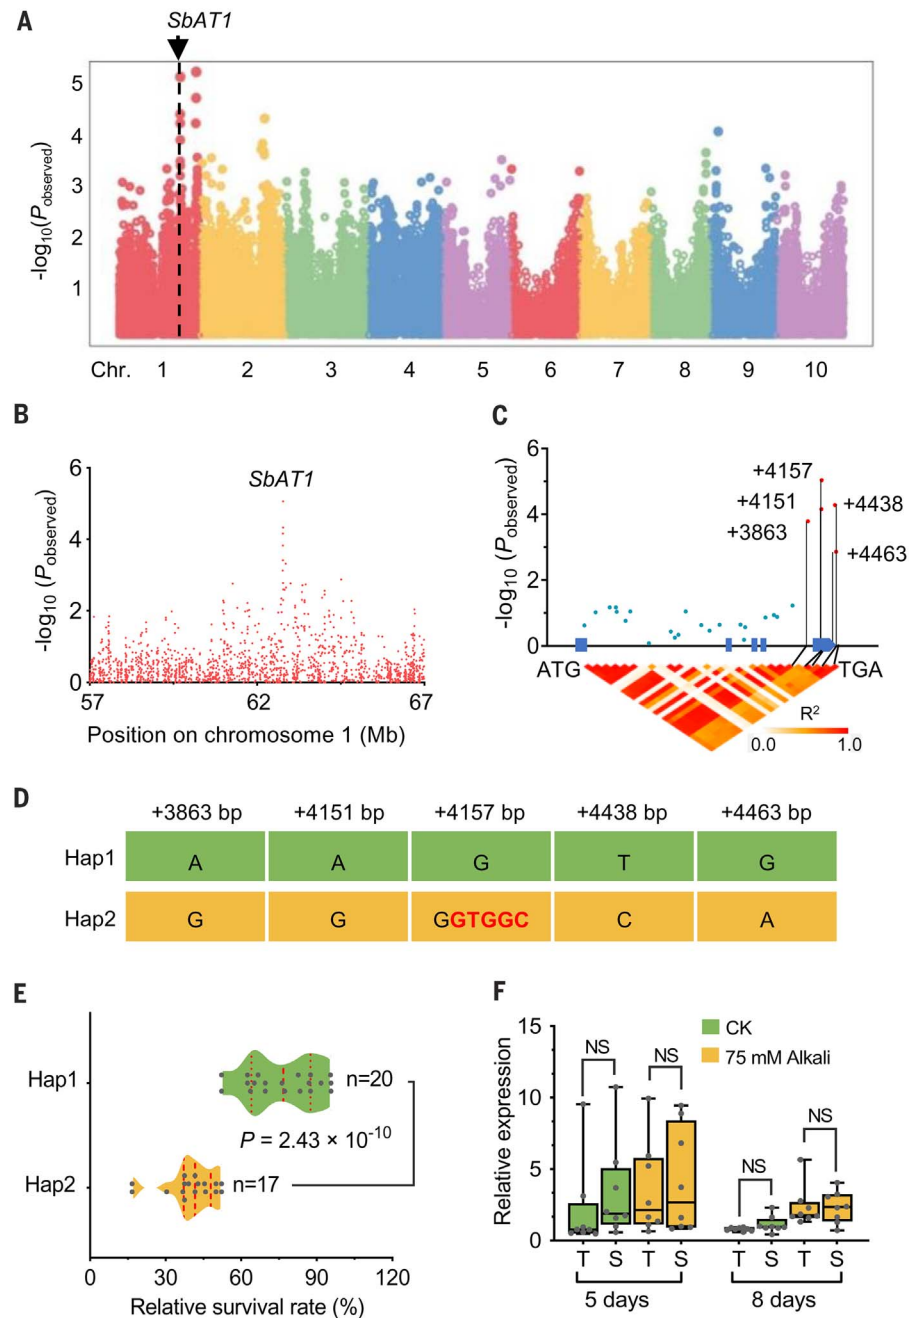 A
SbAT1
-log10(Pobserved)
5
4
3
2
1
Chr. 1 2 3 4 5 6 7 8 9 10
B
-log10 (Pobserved)
6
4
2
0
SbAT1
57 62 67
Position on chromosome 1 (Mb)
C
-log10 (Pobserved)
6
4
2
0
+4157
+4151
+3863
+4438
+4463
ATG TGA
R2
0.0 1.0
D
+3863 bp +4151 bp +4157 bp +4438 bp +4463 bp
Hap1 A A G T G
Hap2 G G GGTGGC C A
E
Hap1 n=20
P = 2.43 × 10-10
Hap2 n=17
0 30 60 90 120
Relative survival rate (%)
F
CK
75 mM Alkali
Relative expression
15
10
5
0
NS NS NS NS
T S T S T S T S
5 days 8 days